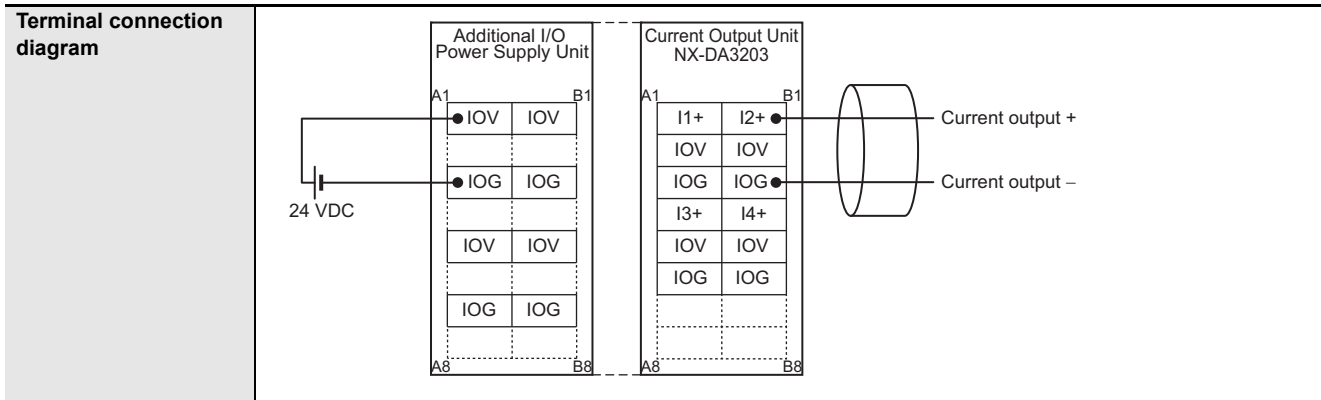 Terminal connection
diagram
Additional I/O
Power Supply Unit
A1 B1
IOV IOV
IOG IOG
IOV IOV
IOG IOG
A8 B8
24 VDC
Current Output Unit
NX-DA3203
A1 B1
I1+ I2+
IOV IOV
IOG IOG
I3+ I4+
IOV IOV
IOG IOG
A8 B8
Current output +
Current output −